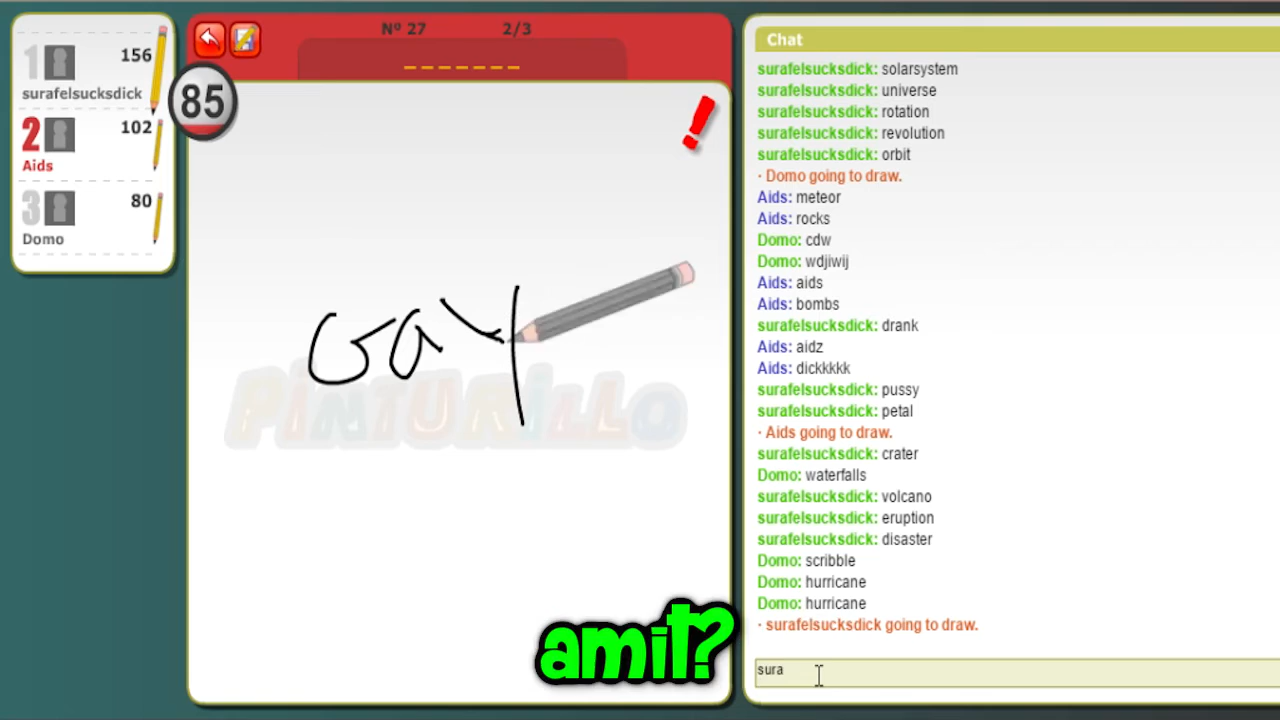 Nº 27 2/3
_ _ _ _ _ _ _
1 156
surafelsucksdick
2 102
Aids
3 80
Domo
85
!
Gay
PINTURILLO
amit?
Chat
surafelsucksdick: solarsystem
surafelsucksdick: universe
surafelsucksdick: rotation
surafelsucksdick: revolution
surafelsucksdick: orbit
· Domo going to draw.
Aids: meteor
Aids: rocks
Domo: cdw
Domo: wdjiwij
Aids: aids
Aids: bombs
surafelsucksdick: drank
Aids: aidz
Aids: dickkkkk
surafelsucksdick: pussy
surafelsucksdick: petal
· Aids going to draw.
surafelsucksdick: crater
Domo: waterfalls
surafelsucksdick: volcano
surafelsucksdick: eruption
surafelsucksdick: disaster
Domo: scribble
Domo: hurricane
Domo: hurricane
· surafelsucksdick going to draw.
sura